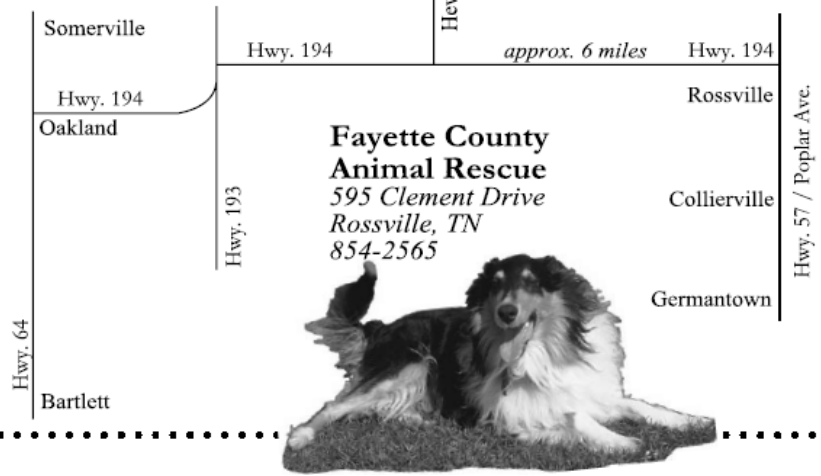 Somerville
Hwy. 194
approx. 6 miles
Hwy. 194
Hwy. 194
Oakland
Rossville
Fayette County
Animal Rescue
595 Clement Drive
Rossville, TN
854-2565
Hwy. 193
Collierville
Hwy. 57 / Poplar Ave.
Germantown
Hwy. 64
Bartlett